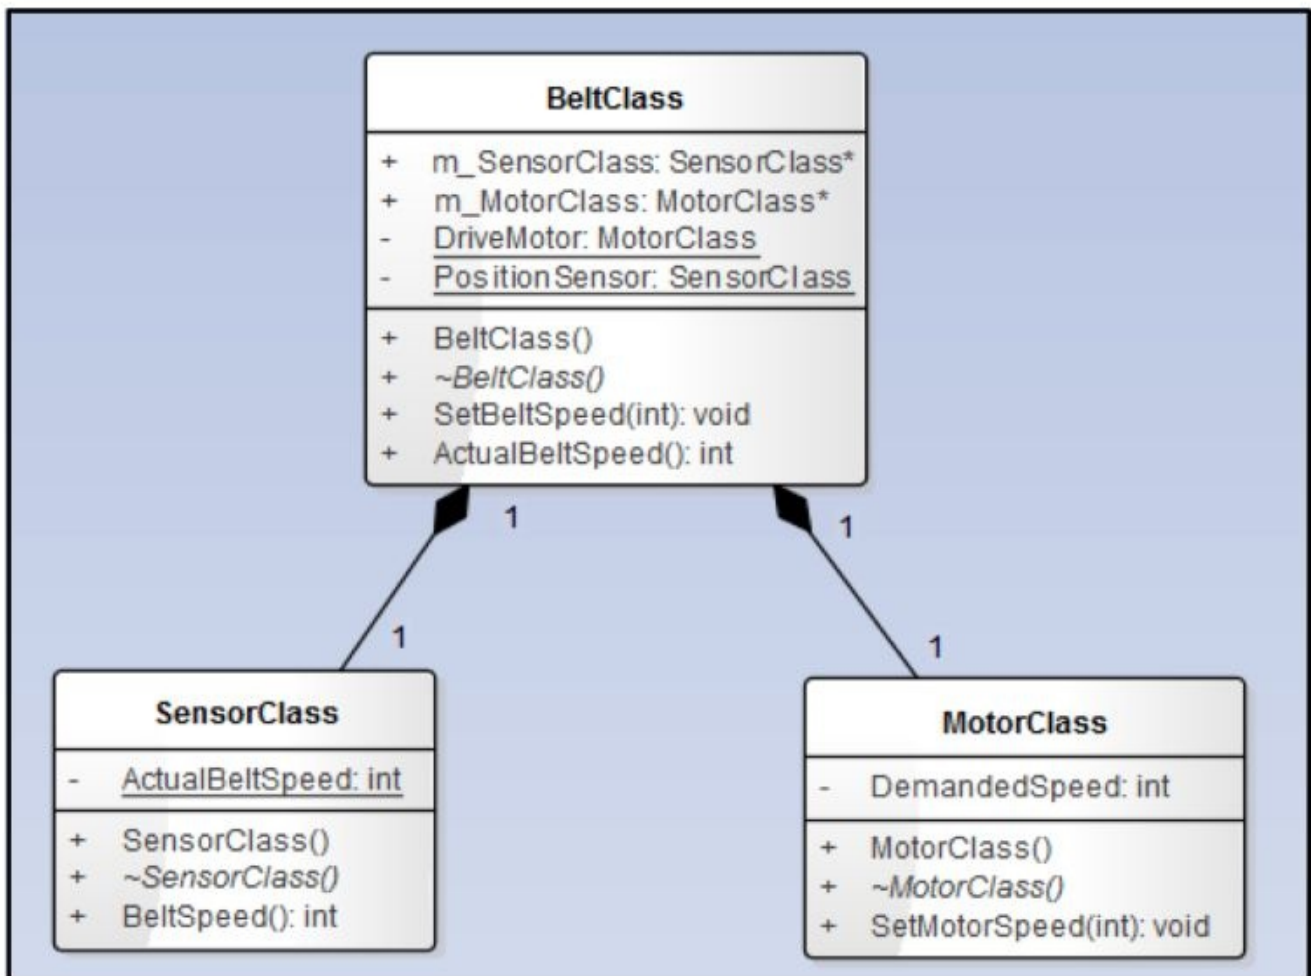 BeltClass
+ m_SensorClass: SensorClass*
+ m_MotorClass: MotorClass*
- DriveMotor: MotorClass
- PositionSensor: SensorClass
+ BeltClass()
+ ~BeltClass()
+ SetBeltSpeed(int): void
+ ActualBeltSpeed(): int
1
1
1
1
SensorClass
- ActualBeltSpeed: int
+ SensorClass()
+ ~SensorClass()
+ BeltSpeed(): int
MotorClass
- DemandedSpeed: int
+ MotorClass()
+ ~MotorClass()
+ SetMotorSpeed(int): void